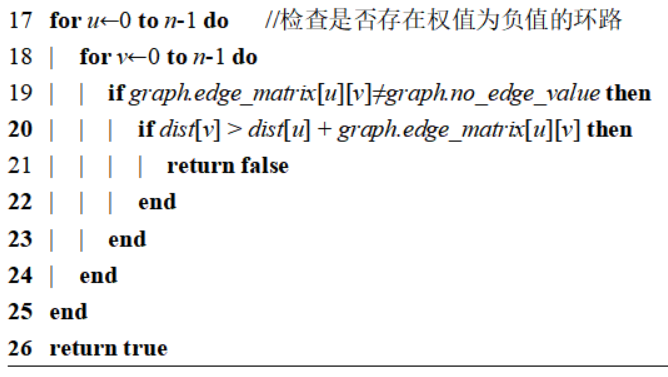 17 for u←0 to n-1 do //检查是否存在权值为负值的环路
18 | for v←0 to n-1 do
19 | | if graph.edge_matrix[u][v]≠graph.no_edge_value then
20 | | | if dist[v] > dist[u] + graph.edge_matrix[u][v] then
21 | | | | return false
22 | | | end
23 | | end
24 | end
25 end
26 return true